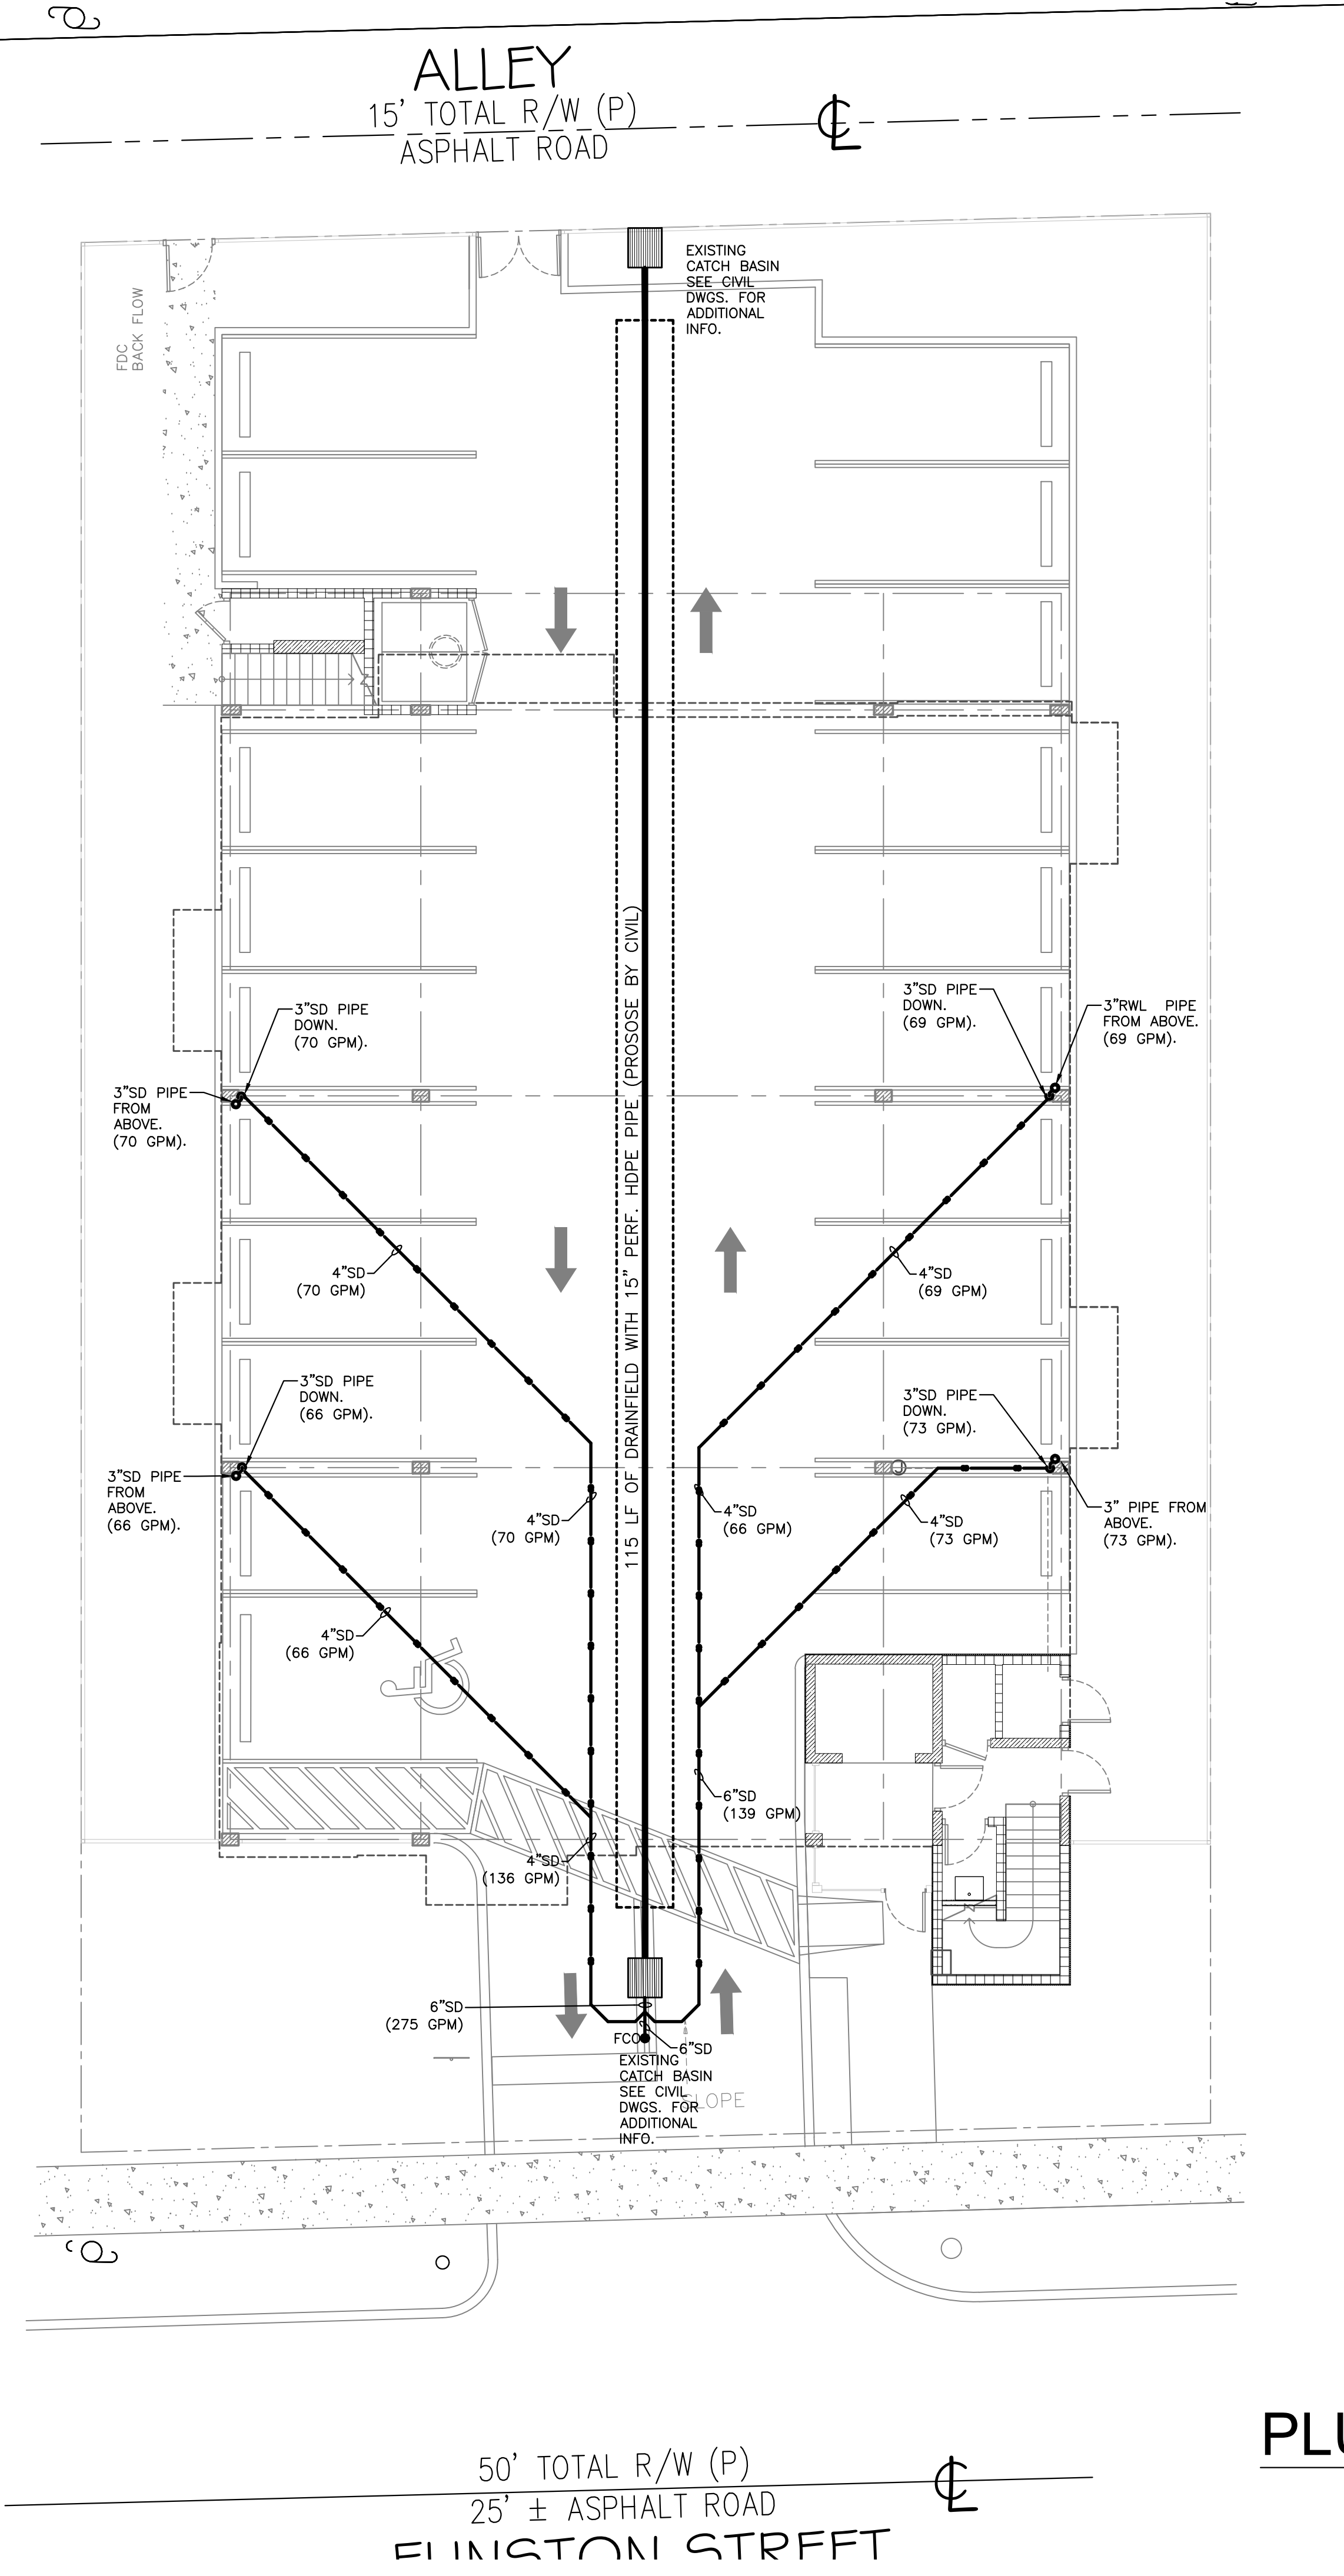 ALLEY
15' TOTAL R/W (P)
ASPHALT ROAD
EXISTING
CATCH BASIN
SEE CIVIL
DWGS. FOR
ADDITIONAL
INFO.
FDC
BACK FLOW
115 LF OF DRAINFIELD WITH 15" PERF. HDPE PIPE (PROSOSE BY CIVIL)
3"SD PIPE
DOWN.
(70 GPM).
3"SD PIPE
FROM
ABOVE.
(70 GPM).
3"SD PIPE
DOWN.
(69 GPM).
3"RWL PIPE
FROM ABOVE.
(69 GPM).
4"SD
(70 GPM)
4"SD
(69 GPM)
3"SD PIPE
DOWN.
(66 GPM).
3"SD PIPE
FROM
ABOVE.
(66 GPM).
3"SD PIPE
DOWN.
(73 GPM).
3" PIPE FROM
ABOVE.
(73 GPM).
4"SD
(70 GPM)
4"SD
(66 GPM)
4"SD
(73 GPM)
4"SD
(66 GPM)
6"SD
(139 GPM)
4"SD
(136 GPM)
6"SD
(275 GPM)
FCO
6"SD
EXISTING
CATCH BASIN
SEE CIVIL
DWGS. FOR
ADDITIONAL
INFO.
SLOPE
50' TOTAL R/W (P)
25' ± ASPHALT ROAD
FUNSTON STREET
PLU